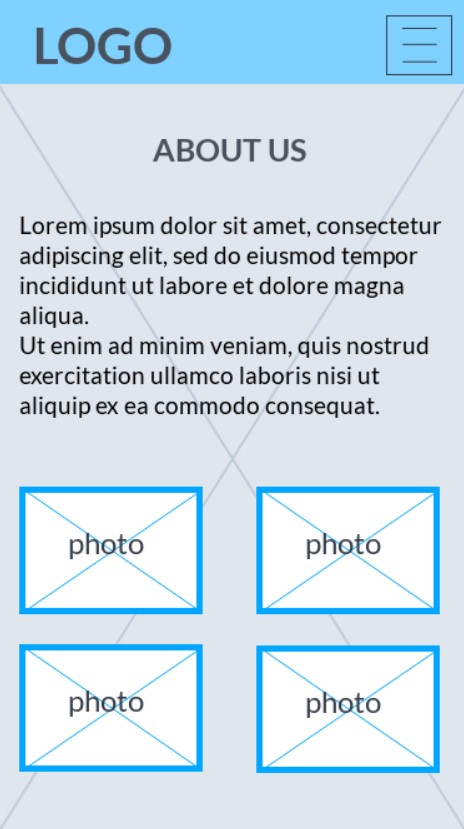 LOGO
ABOUT US
Lorem ipsum dolor sit amet, consectetur
adipiscing elit, sed do eiusmod tempor
incididunt ut labore et dolore magna
aliqua.
Ut enim ad minim veniam, quis nostrud
exercitation ullamco laboris nisi ut
aliquip ex ea commodo consequat.
photo
photo
photo
photo